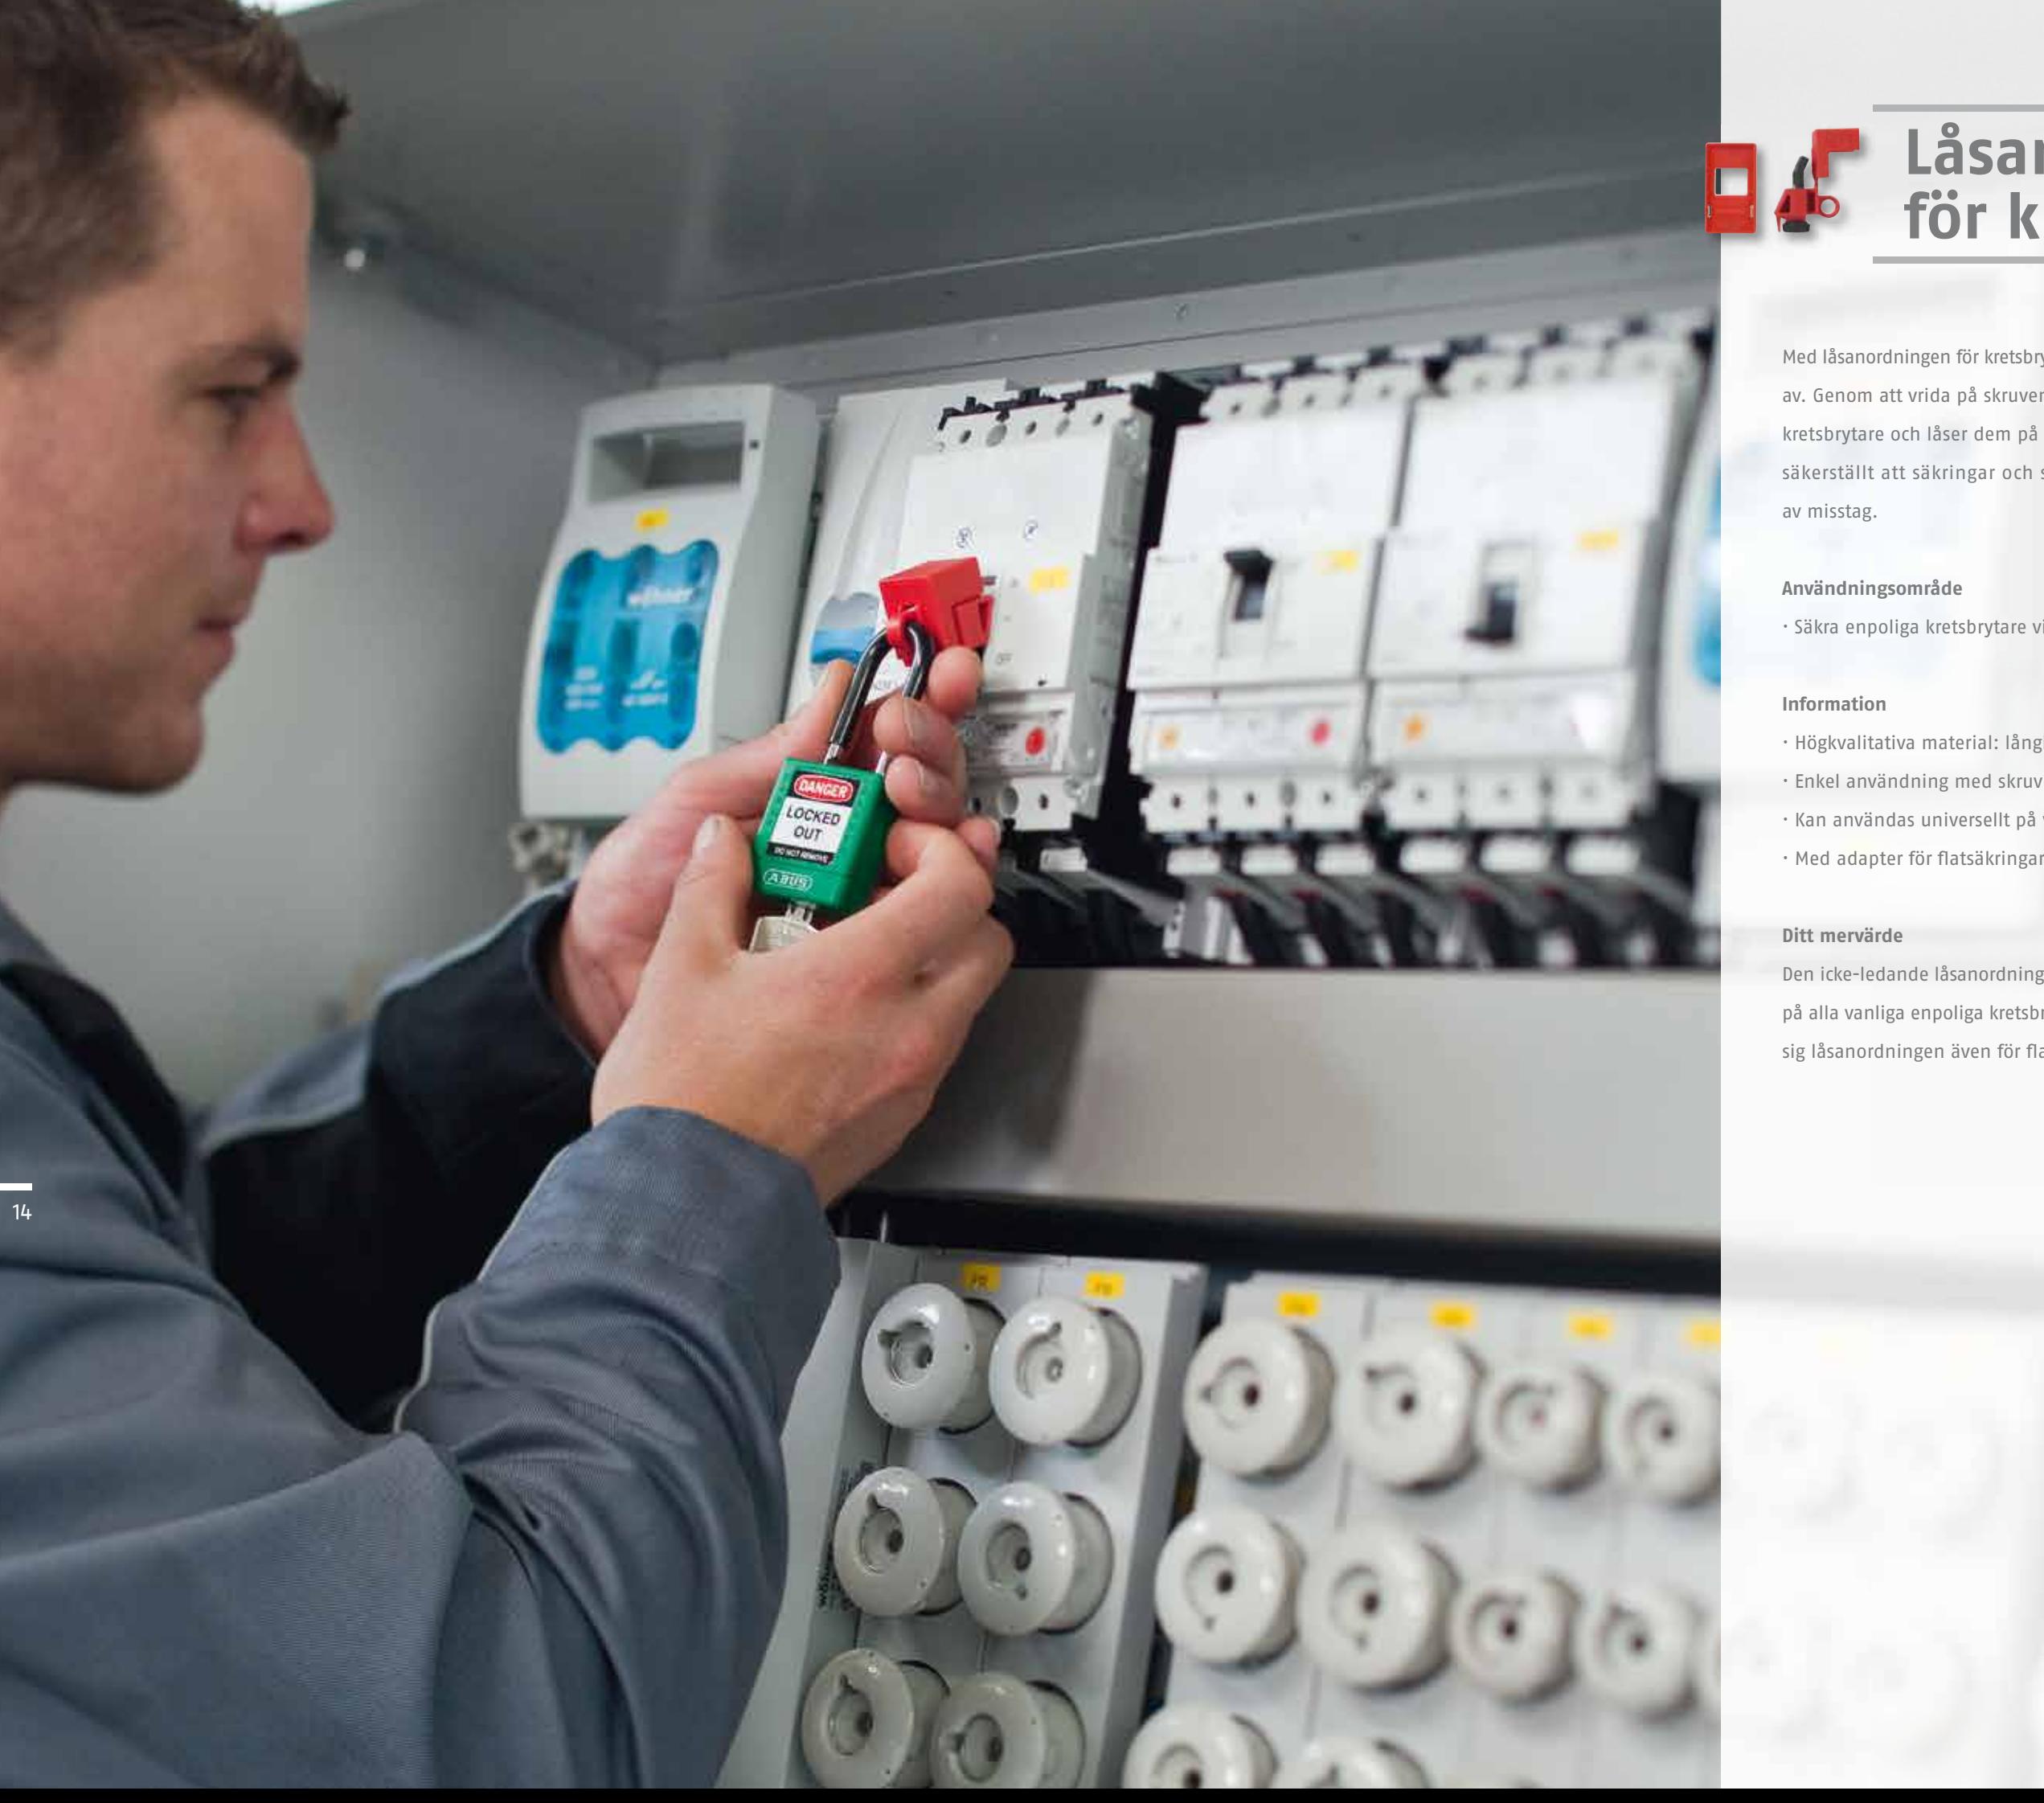 Låsan
för k
Med låsanordningen för kretsbry
av. Genom att vrida på skruven
kretsbrytare och låser dem på
säkerställt att säkringar och s
av misstag.
Användningsområde
· Säkra enpoliga kretsbrytare vi
Information
· Högkvalitativa material: lång
· Enkel användning med skruv
· Kan användas universellt på v
· Med adapter för flatsäkringar
Ditt mervärde
Den icke-ledande låsanordning
på alla vanliga enpoliga kretsbr
sig låsanordningen även för fla
DANGER
LOCKED
OUT
DO NOT REMOVE
ABUS
wöhner
OFF
14